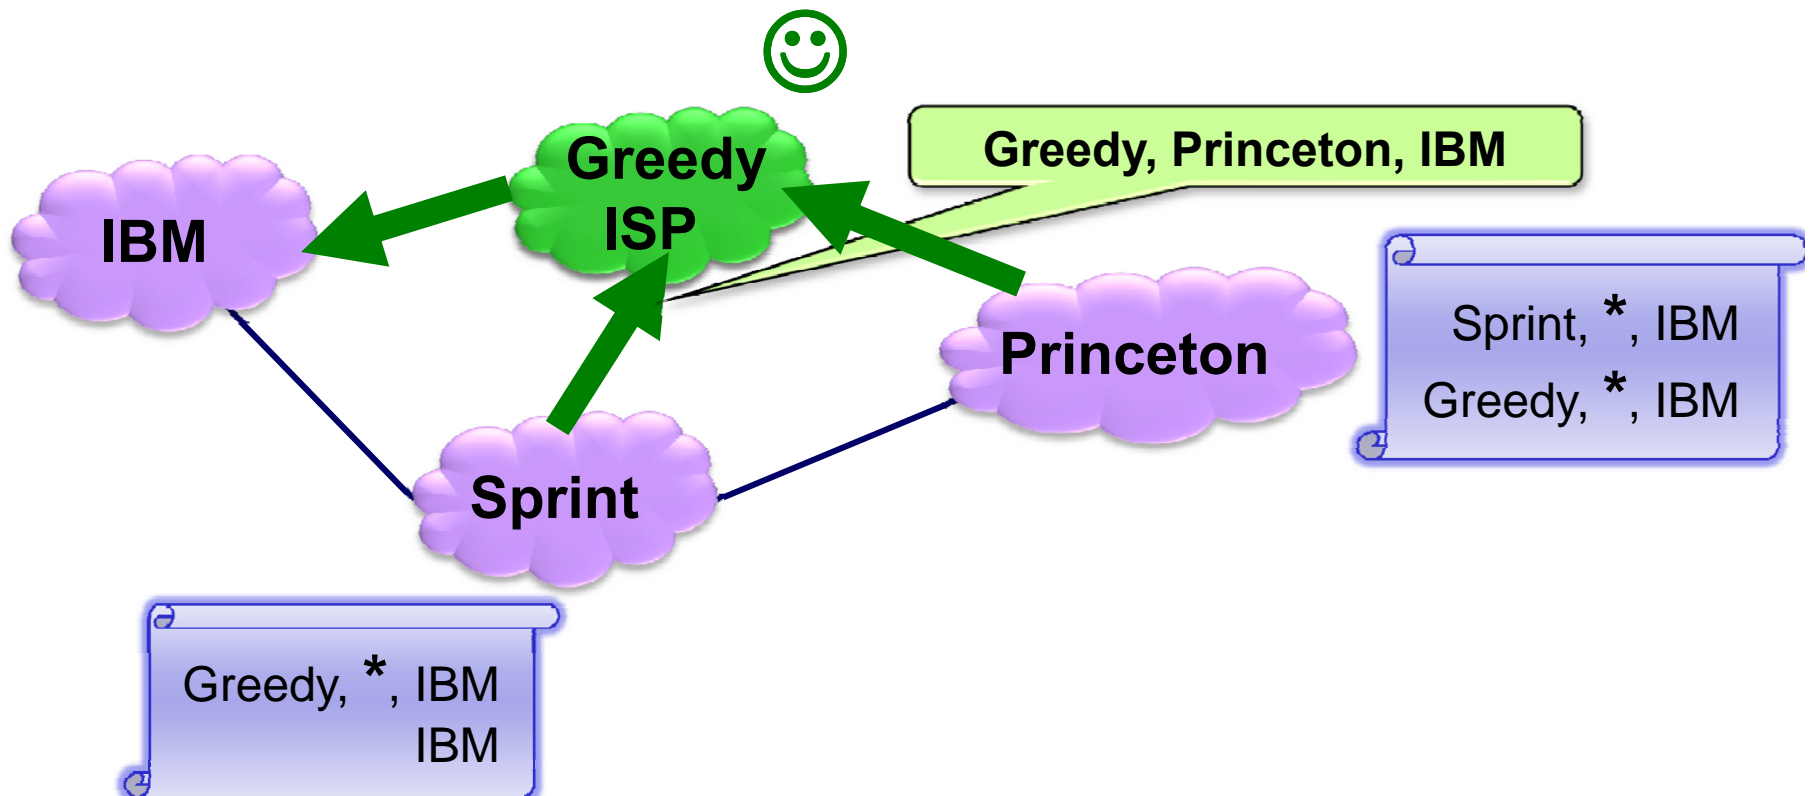 Greedy
ISP
Greedy, Princeton, IBM
IBM
Sprint, *, IBM
Greedy, *, IBM
Princeton
Sprint
Greedy, *, IBM
IBM